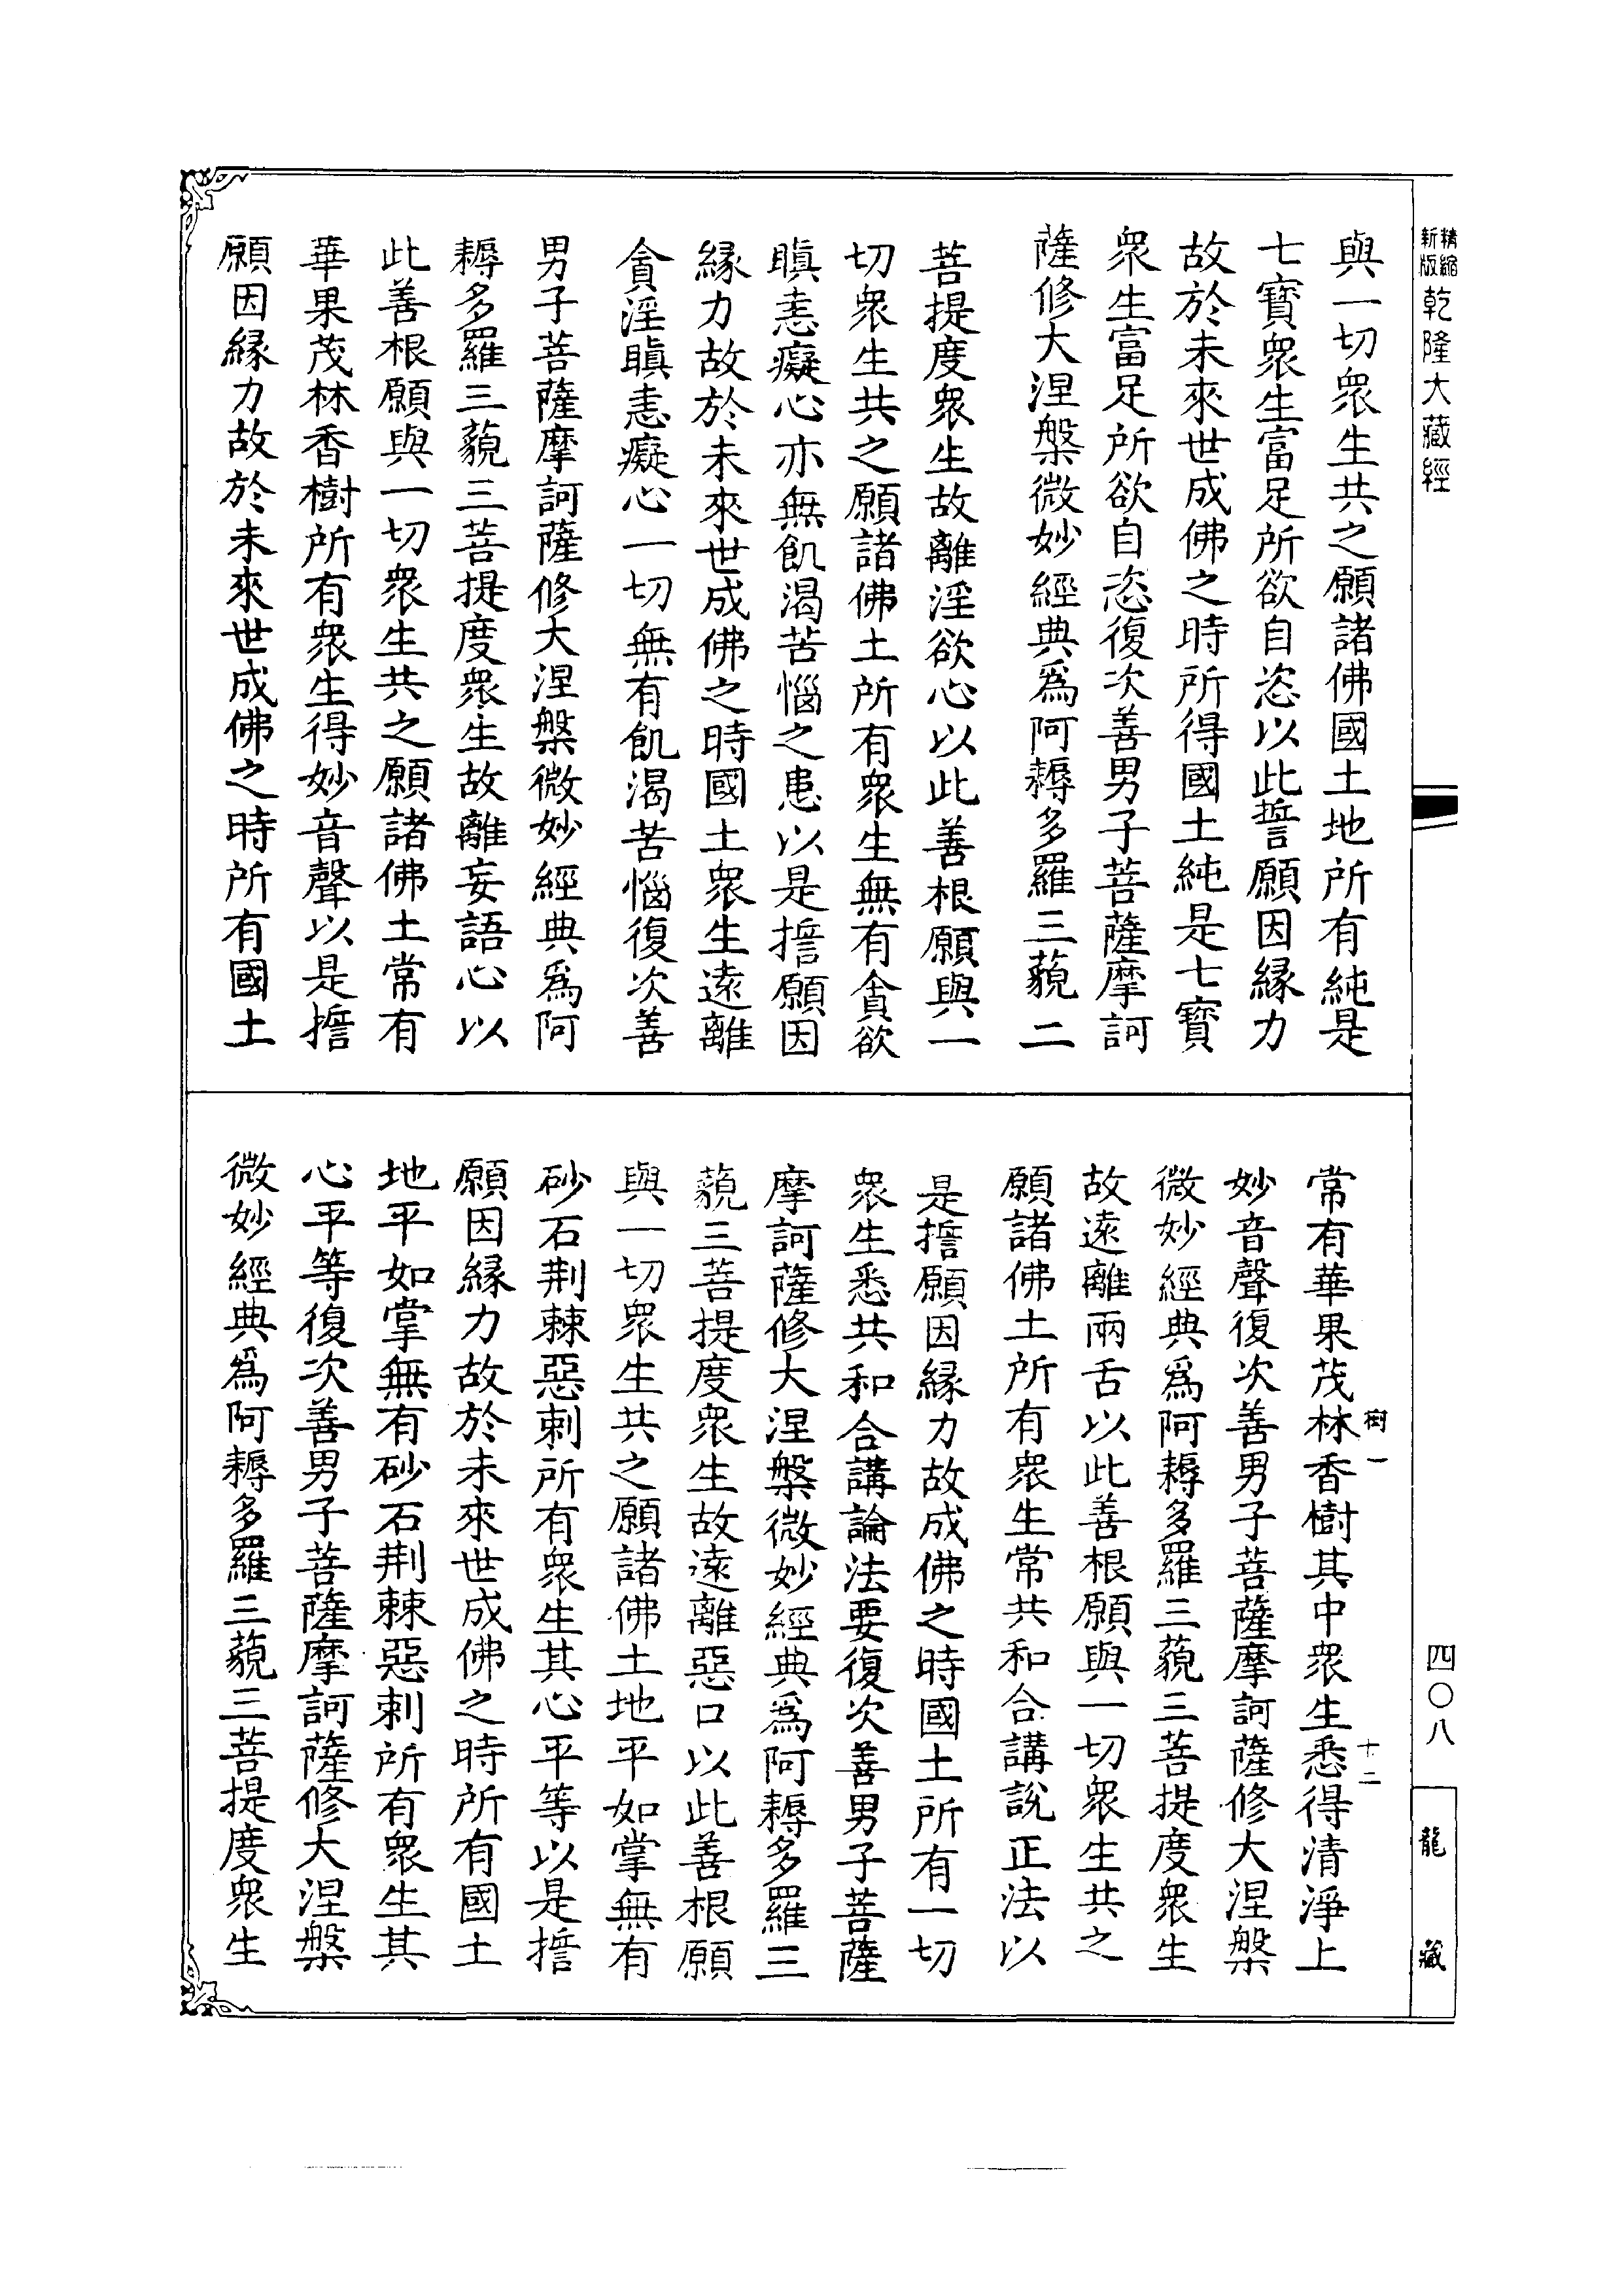 精縮新版
乾隆大藏經
四〇八
龍藏
與一切衆生共之願諸佛國土地所有純是
七寶衆生富足所欲自恣以此誓願因緣力
故於未來世成佛之時所得國土純是七寶
衆生富足所欲自恣復次善男子菩薩摩訶
薩修大涅槃微妙經典爲阿耨多羅三藐二
菩提度衆生故離淫欲心以此善根願與一
切衆生共之願諸佛土所有衆生無有貪欲
瞋恚癡心亦無飢渴苦惱之患以是誓願因
緣力故於未來世成佛之時國土衆生遠離
貪淫瞋恚癡心一切無有飢渴苦惱復次善
男子菩薩摩訶薩修大涅槃微妙經典爲阿
耨多羅三藐三菩提度衆生故離妄語心以
此善根願與一切衆生共之願諸佛土常有
華果茂林香樹所有衆生得妙音聲以是誓
願因緣力故於未來世成佛之時所有國土
樹一
十二
常有華果茂林香樹其中衆生悉得清淨上
妙音聲復次善男子菩薩摩訶薩修大涅槃
微妙經典爲阿耨多羅三藐三菩提度衆生
故遠離兩舌以此善根願與一切衆生共之
願諸佛土所有衆生常共和合講說正法以
是誓願因緣力故成佛之時國土所有一切
衆生悉共和合講論法要復次善男子菩薩
摩訶薩修大涅槃微妙經典爲阿耨多羅三
藐三菩提度衆生故遠離惡口以此善根願
與一切衆生共之願諸佛土地平如掌無有
砂石荆棘惡刺所有衆生其心平等以是誓
願因緣力故於未來世成佛之時所有國土
地平如掌無有砂石荆棘惡刺所有衆生其
心平等復次善男子菩薩摩訶薩修大涅槃
微妙經典爲阿耨多羅三藐三菩提度衆生